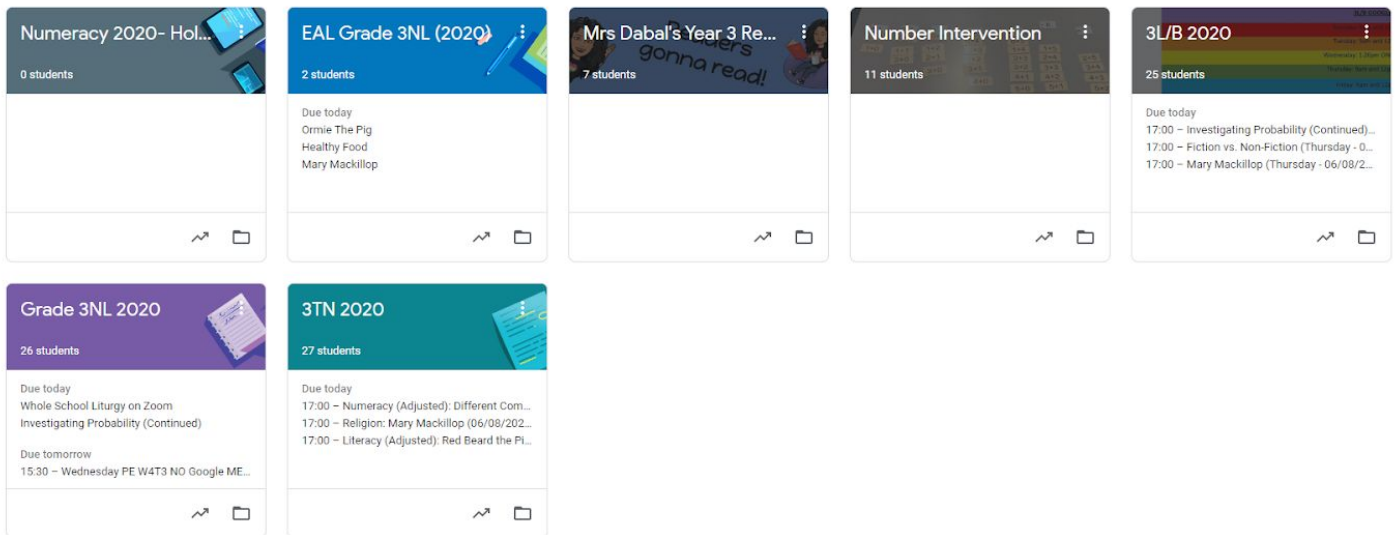 Numeracy 2020- Hol...
0 students
EAL Grade 3NL (2020)
2 students
Due today
Ormie The Pig
Healthy Food
Mary Mackillop
Mrs Dabal's Year 3 Re...
7 students
Readers
gonna read!
Number Intervention
11 students
3L/B 2020
25 students
Due today
17:00 – Investigating Probability (Continued)...
17:00 – Fiction vs. Non-Fiction (Thursday - 0...
17:00 – Mary Mackillop (Thursday - 06/08/2...
Grade 3NL 2020
26 students
Due today
Whole School Liturgy on Zoom
Investigating Probability (Continued)
Due tomorrow
15:30 – Wednesday PE W4T3 NO Google ME...
3TN 2020
27 students
Due today
17:00 – Numeracy (Adjusted): Different Com...
17:00 – Religion: Mary Mackillop (06/08/202...
17:00 – Literacy (Adjusted): Red Beard the Pi...